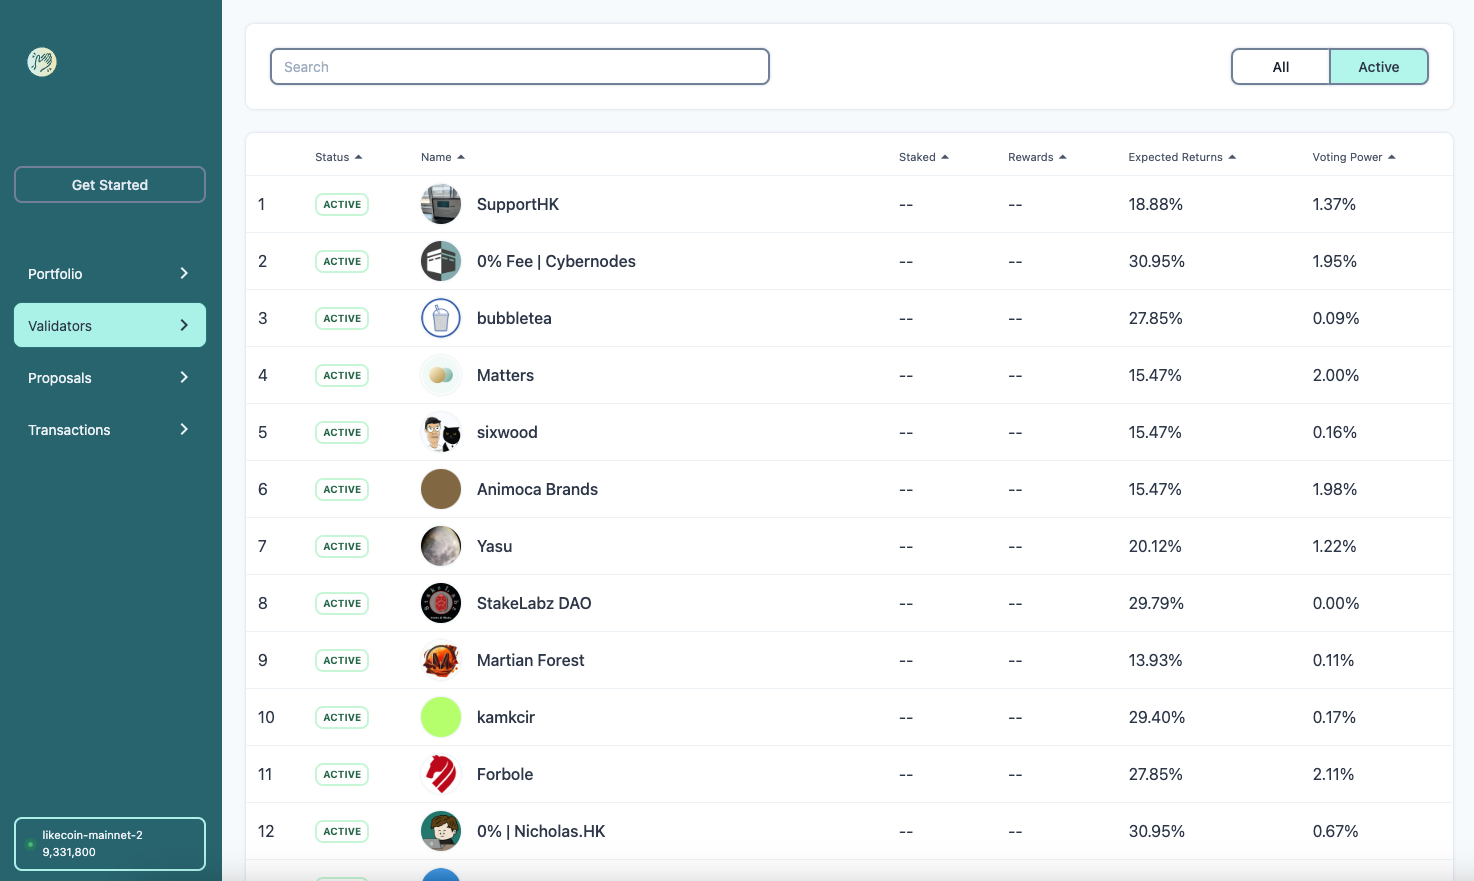 Search
All
Active
Get Started
Portfolio
Validators
Proposals
Transactions
likecoin-mainnet-2
9,331,800
Status Name Staked Rewards Expected Returns Voting Power
1 ACTIVE SupportHK -- -- 18.88% 1.37%
2 ACTIVE 0% Fee | Cybernodes -- -- 30.95% 1.95%
3 ACTIVE bubbletea -- -- 27.85% 0.09%
4 ACTIVE Matters -- -- 15.47% 2.00%
5 ACTIVE sixwood -- -- 15.47% 0.16%
6 ACTIVE Animoca Brands -- -- 15.47% 1.98%
7 ACTIVE Yasu -- -- 20.12% 1.22%
8 ACTIVE StakeLabz DAO -- -- 29.79% 0.00%
9 ACTIVE Martian Forest -- -- 13.93% 0.11%
10 ACTIVE kamkcir -- -- 29.40% 0.17%
11 ACTIVE Forbole -- -- 27.85% 2.11%
12 ACTIVE 0% | Nicholas.HK -- -- 30.95% 0.67%